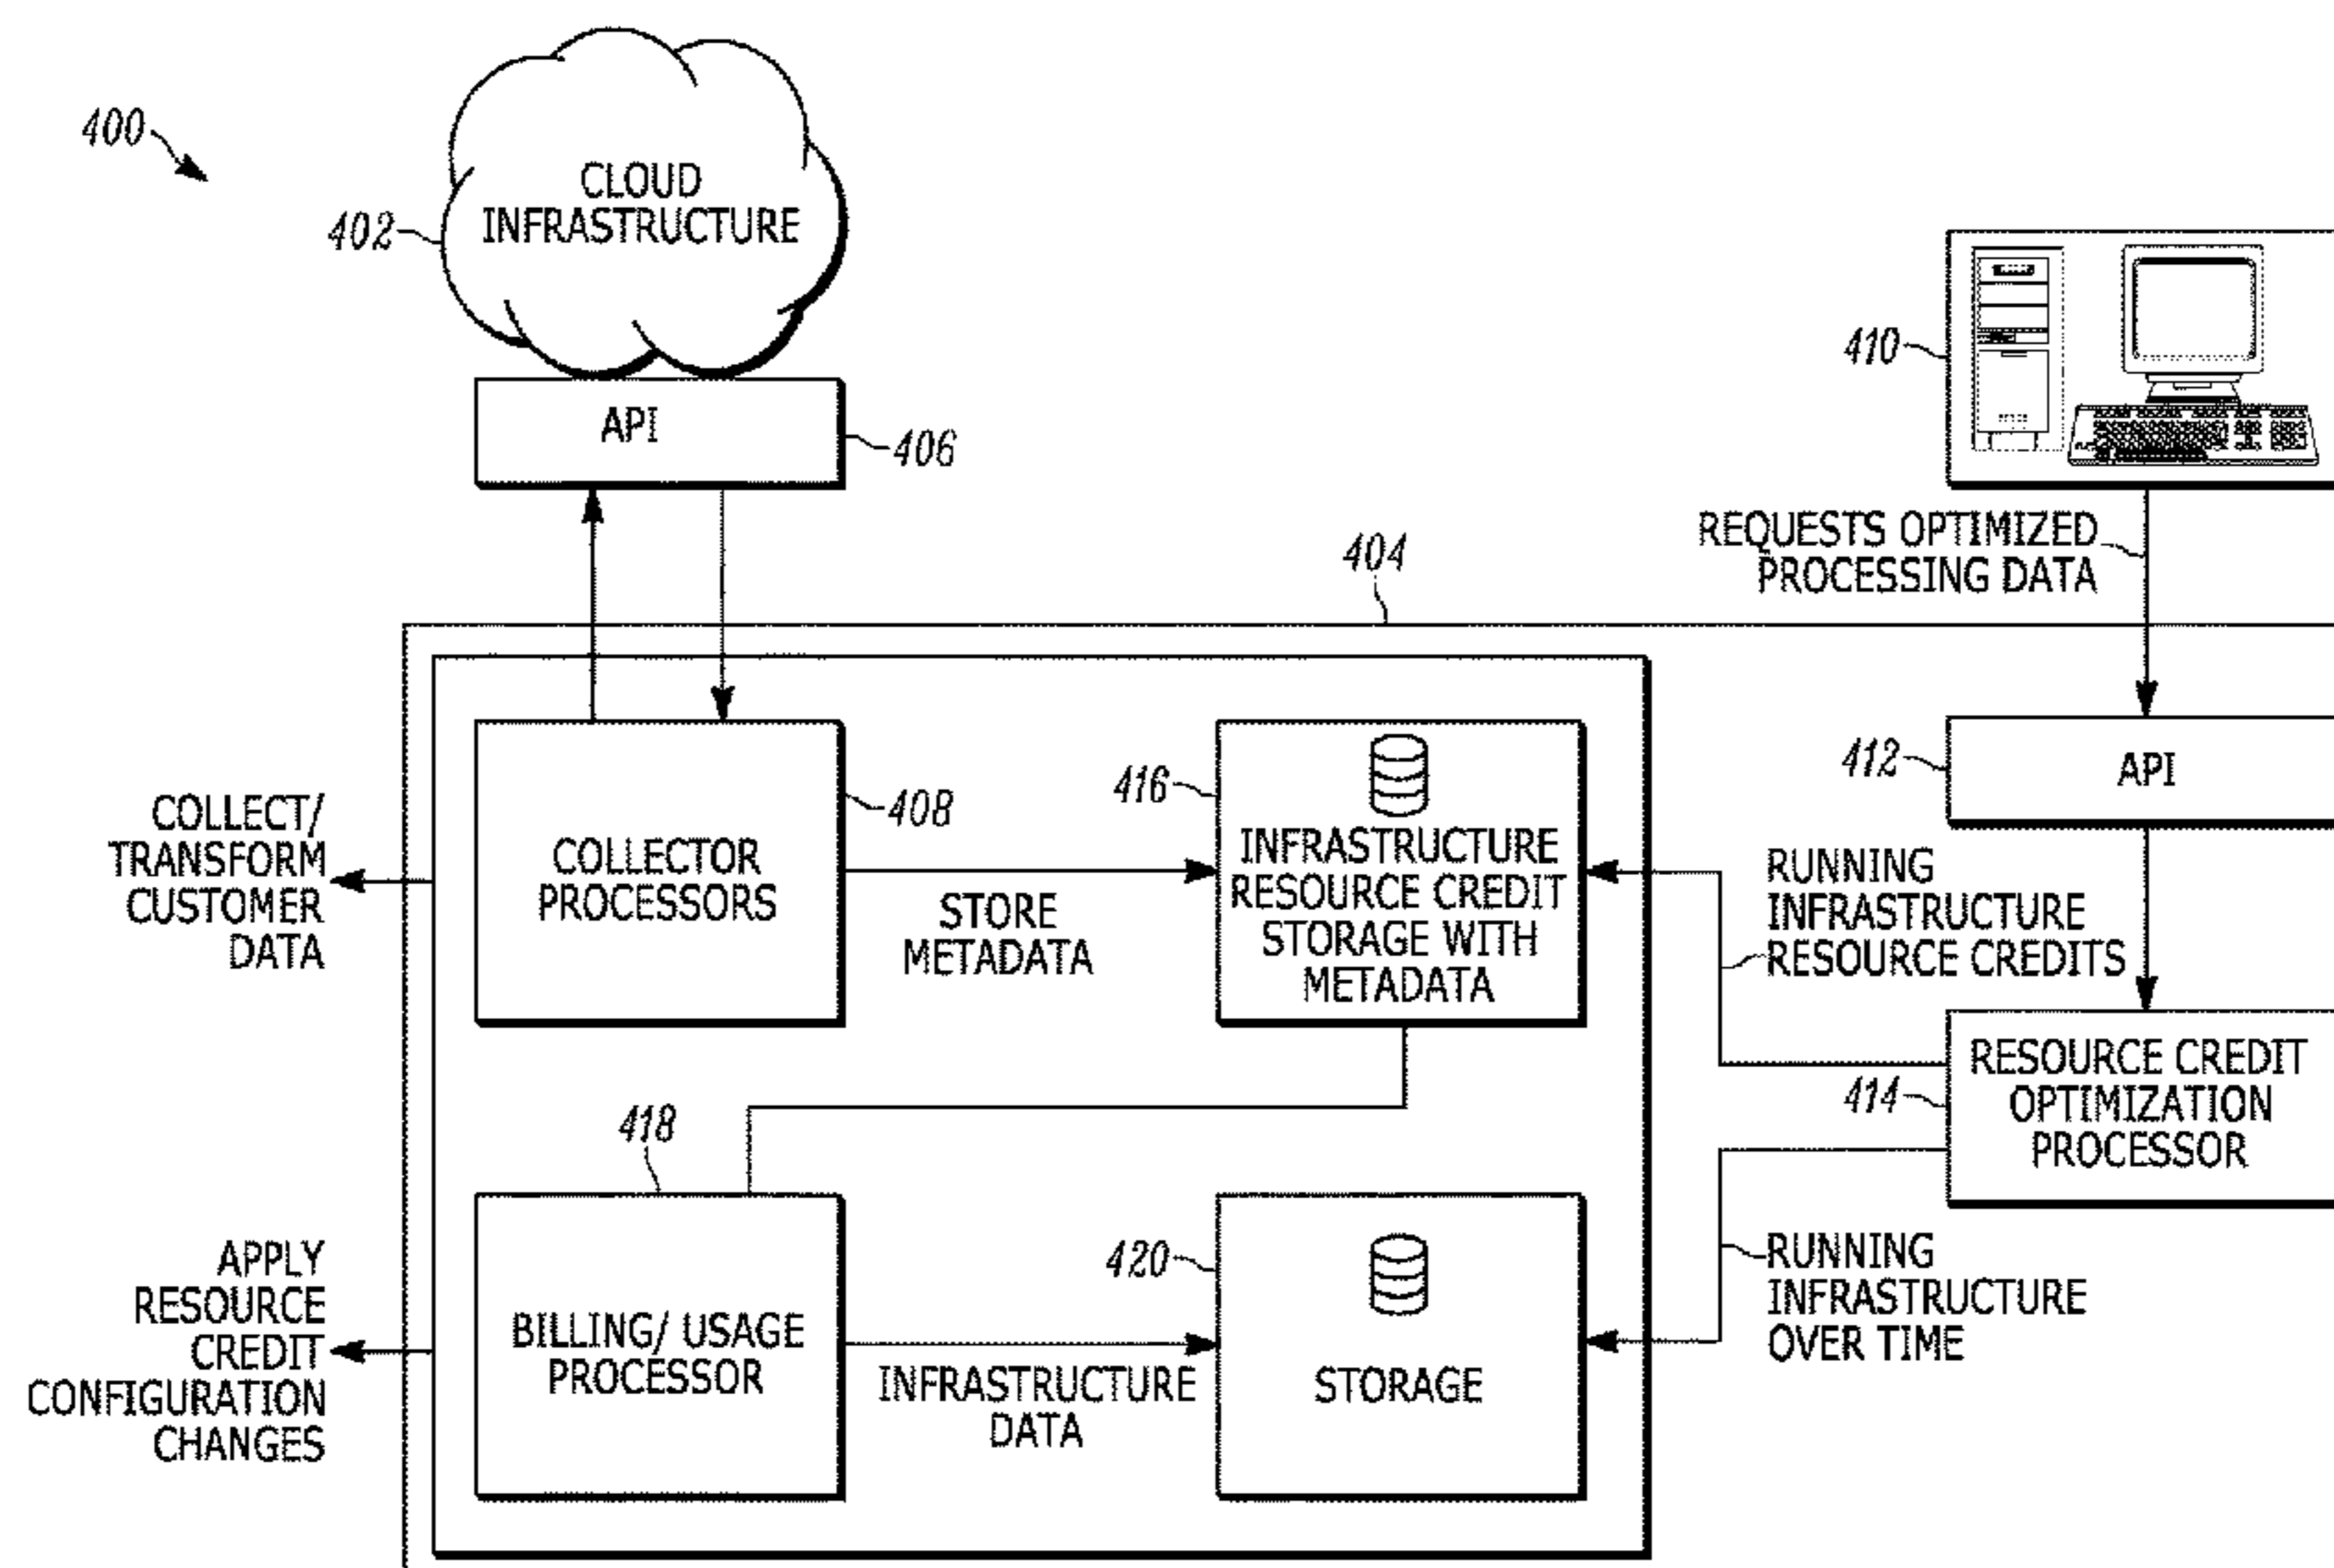 400
CLOUD
INFRASTRUCTURE
402
API
406
410
REQUESTS OPTIMIZED
PROCESSING DATA
404
412
API
COLLECT/
TRANSFORM
CUSTOMER
DATA
COLLECTOR
PROCESSORS
408
STORE
METADATA
416
INFRASTRUCTURE
RESOURCE CREDIT
STORAGE WITH
METADATA
RUNNING
INFRASTRUCTURE
RESOURCE CREDITS
414
RESOURCE CREDIT
OPTIMIZATION
PROCESSOR
418
APPLY
RESOURCE
CREDIT
CONFIGURATION
CHANGES
BILLING/ USAGE
PROCESSOR
INFRASTRUCTURE
DATA
420
STORAGE
RUNNING
INFRASTRUCTURE
OVER TIME